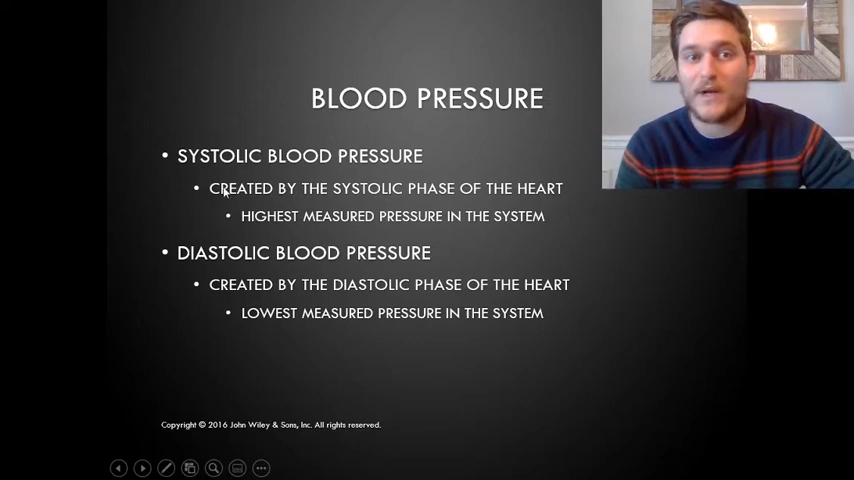 BLOOD PRESSURE
• SYSTOLIC BLOOD PRESSURE
• CREATED BY THE SYSTOLIC PHASE OF THE HEART
• HIGHEST MEASURED PRESSURE IN THE SYSTEM
• DIASTOLIC BLOOD PRESSURE
• CREATED BY THE DIASTOLIC PHASE OF THE HEART
• LOWEST MEASURED PRESSURE IN THE SYSTEM
Copyright © 2016 John Wiley & Sons, Inc. All rights reserved.